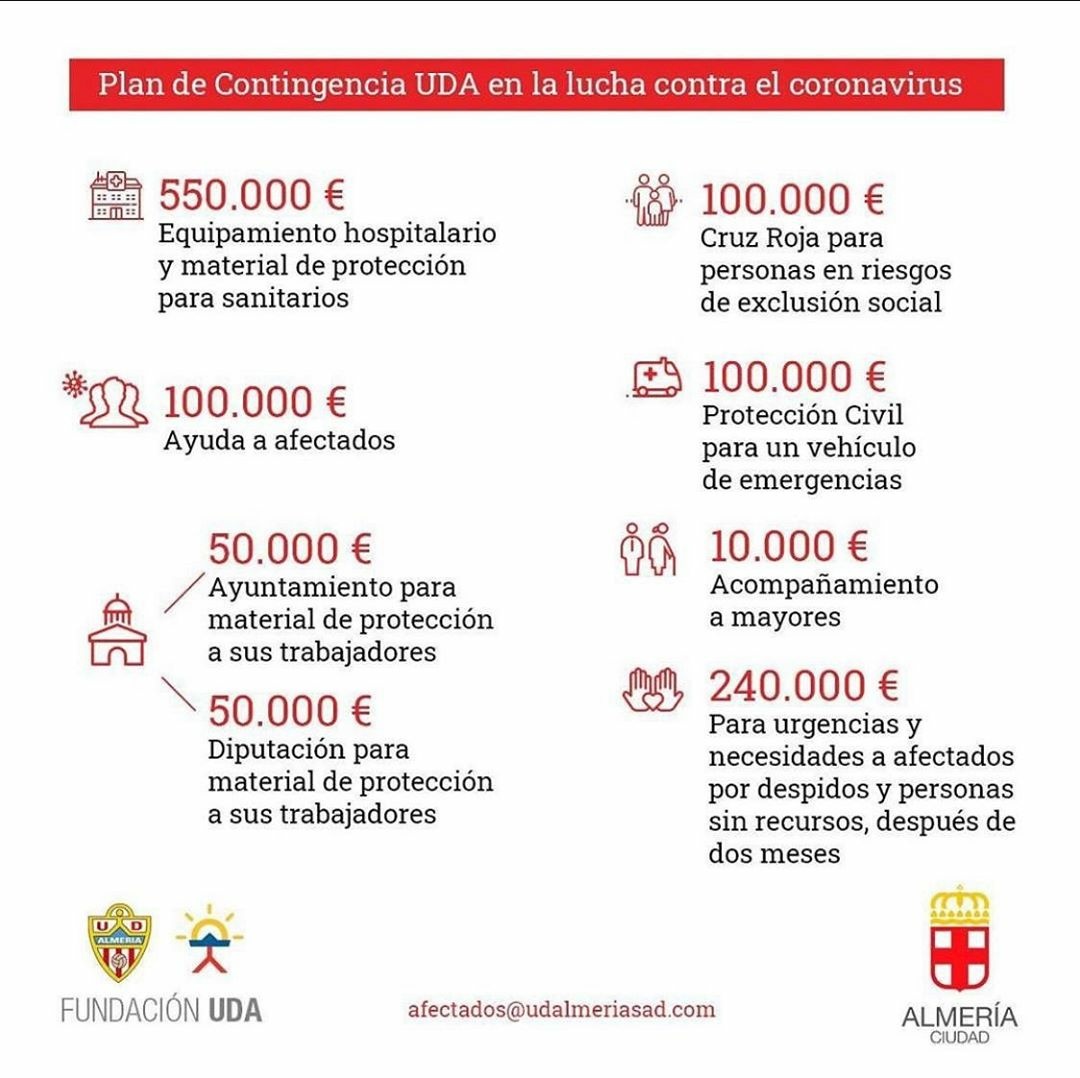 Plan de Contingencia UDA en la lucha contra el coronavirus
550.000 €
Equipamiento hospitalario
y material de protección
para sanitarios
100.000 €
Ayuda a afectados
50.000 €
Ayuntamiento para
material de protección
a sus trabajadores
50.000 €
Diputación para
material de protección
a sus trabajadores
100.000 €
Cruz Roja para
personas en riesgos
de exclusión social
100.000 €
Protección Civil
para un vehículo
de emergencias
10.000 €
Acompañamiento
a mayores
240.000 €
Para urgencias y
necesidades a afectados
por despidos y personas
sin recursos, después de
dos meses
U D
ALMERIA
FUNDACIÓN UDA
afectados@udalmeriasad.com
ALMERÍA
CIUDAD